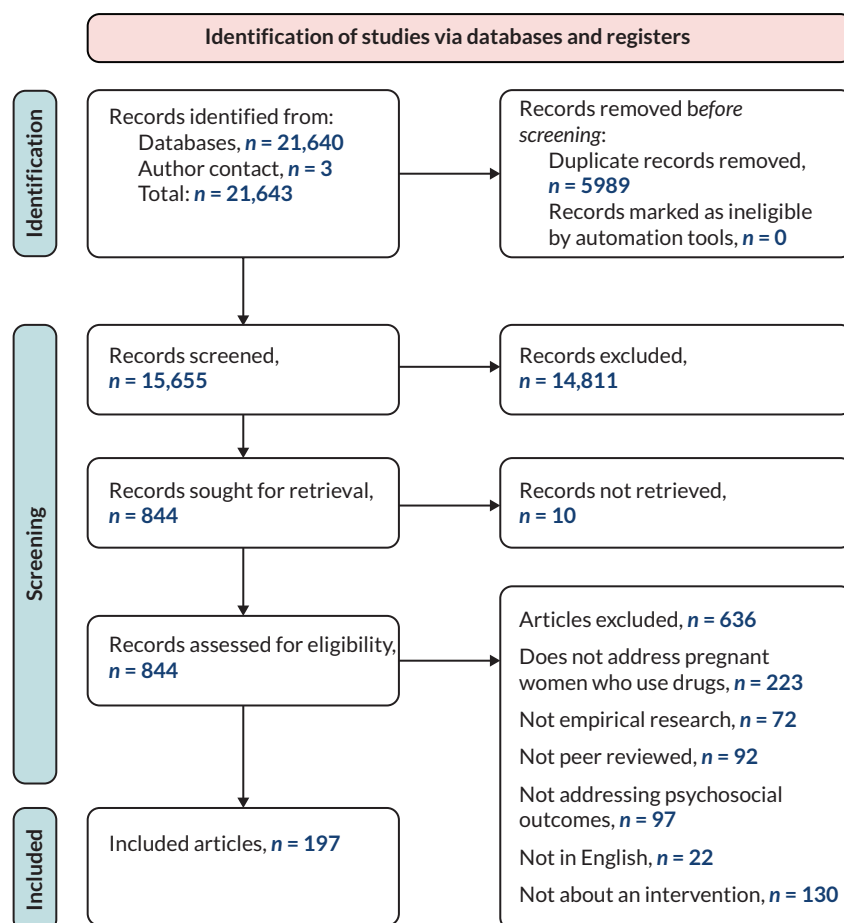 Identification of studies via databases and registers
Identification
Records identified from:
Databases, n = 21,640
Author contact, n = 3
Total: n = 21,643
Records removed before
screening:
Duplicate records removed,
n = 5989
Records marked as ineligible
by automation tools, n = 0
Screening
Records screened,
n = 15,655
Records excluded,
n = 14,811
Records sought for retrieval,
n = 844
Records not retrieved,
n = 10
Records assessed for eligibility,
n = 844
Articles excluded, n = 636
Does not address pregnant
women who use drugs, n = 223
Not empirical research, n = 72
Not peer reviewed, n = 92
Not addressing psychosocial
outcomes, n = 97
Not in English, n = 22
Not about an intervention, n = 130
Included
Included articles, n = 197